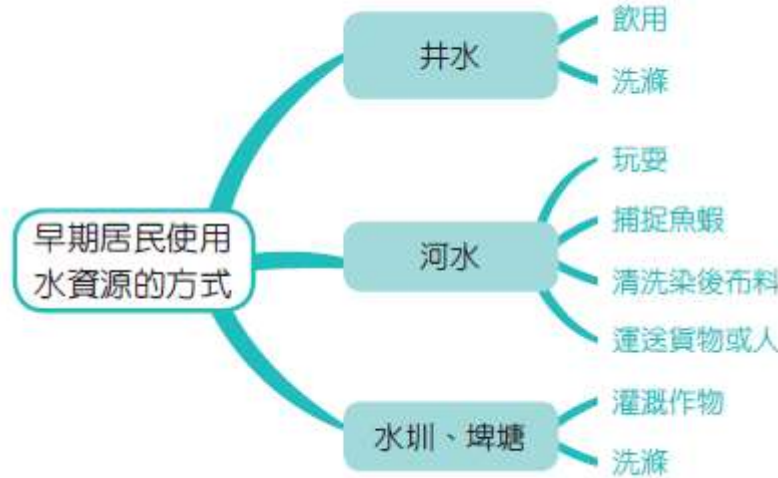 早期居民使用
水資源的方式
井水
飲用
洗滌
河水
玩耍
捕捉魚蝦
清洗染後布料
運送貨物或人
水圳、埤塘
灌溉作物
洗滌